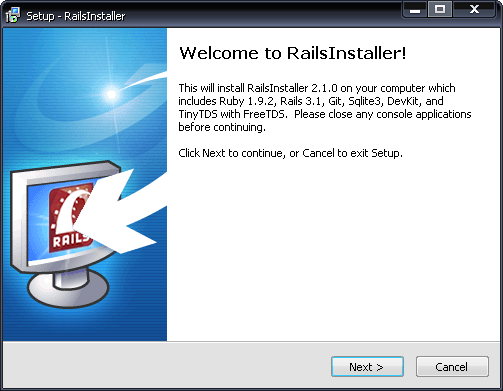 Setup - RailsInstaller
Welcome to RailsInstaller!
This will install RailsInstaller 2.1.0 on your computer which
includes Ruby 1.9.2, Rails 3.1, Git, Sqlite3, DevKit, and
TinyTDS with FreeTDS.  Please close any console applications
before continuing.
Click Next to continue, or Cancel to exit Setup.
RAILS
Next >
Cancel